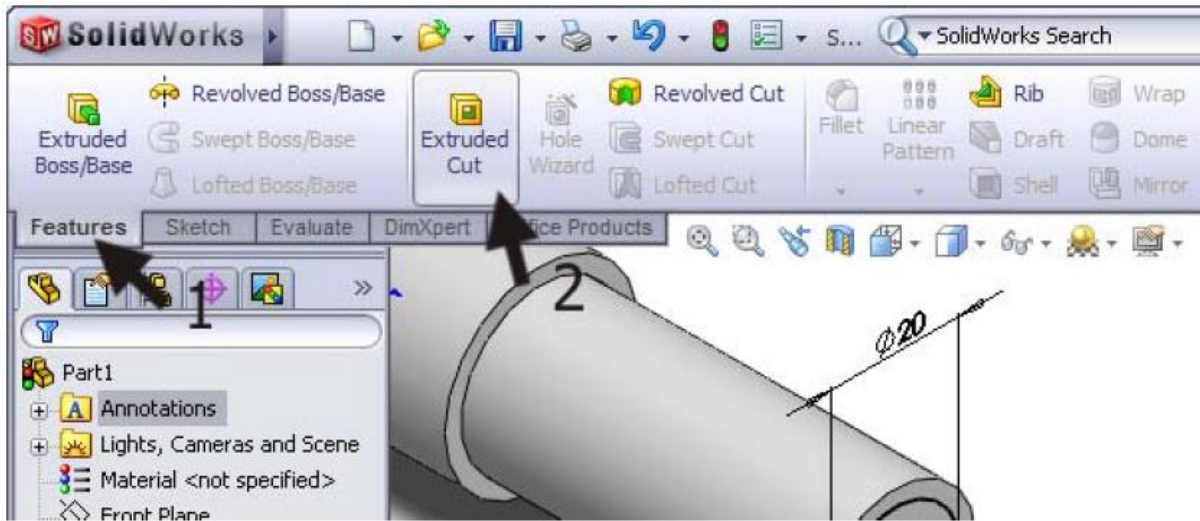 SolidWorks S... SolidWorks Search
Extruded Boss/Base
Revolved Boss/Base
Swept Boss/Base
Lofted Boss/Base
Extruded Cut
Hole Wizard
Revolved Cut
Swept Cut
Lofted Cut
Fillet
Linear Pattern
Rib
Draft
Shell
Wrap
Dome
Mirror
Features Sketch Evaluate DimXpert Products
1
2
Φ20
Part1
A Annotations
Lights, Cameras and Scene
Material <not specified>
Front Plane